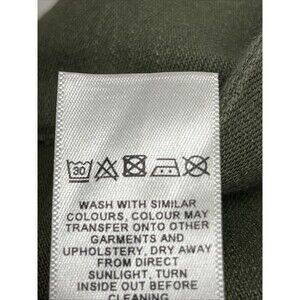 30
WASH WITH SIMILAR
COLOURS, COLOUR MAY
TRANSFER ONTO OTHER
GARMENTS AND
UPHOLSTERY, DRY AWAY
FROM DIRECT
SUNLIGHT, TURN
INSIDE OUT BEFORE
CLEANING